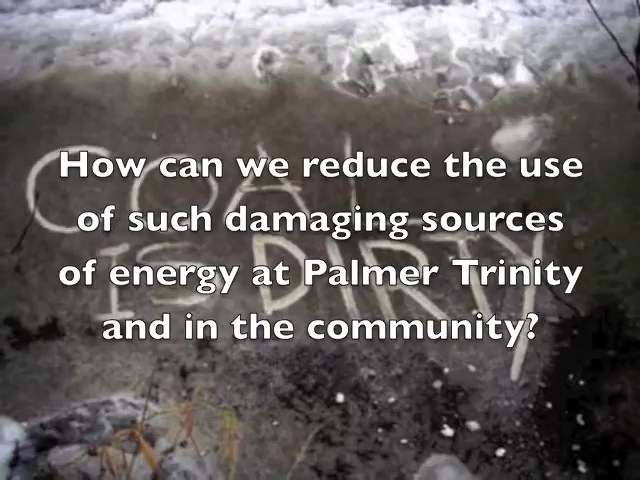 How can we reduce the use
of such damaging sources
of energy at Palmer Trinity
and in the community?
COAL
IS DIRTY